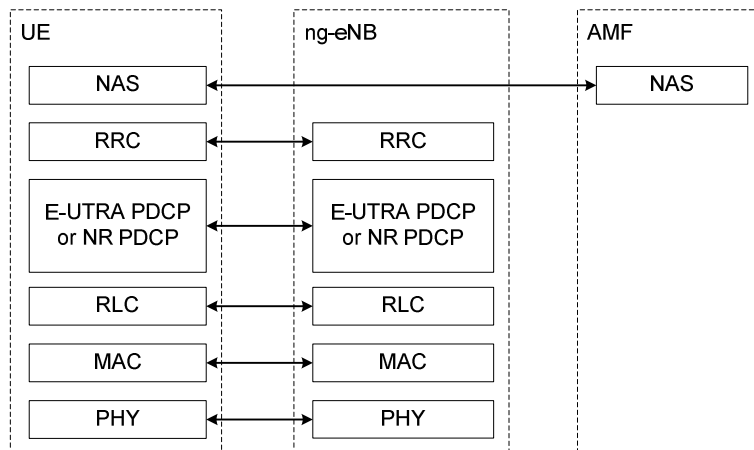 UE
ng-eNB
AMF
NAS
NAS
RRC
RRC
E-UTRA PDCP
or NR PDCP
E-UTRA PDCP
or NR PDCP
RLC
RLC
MAC
MAC
PHY
PHY